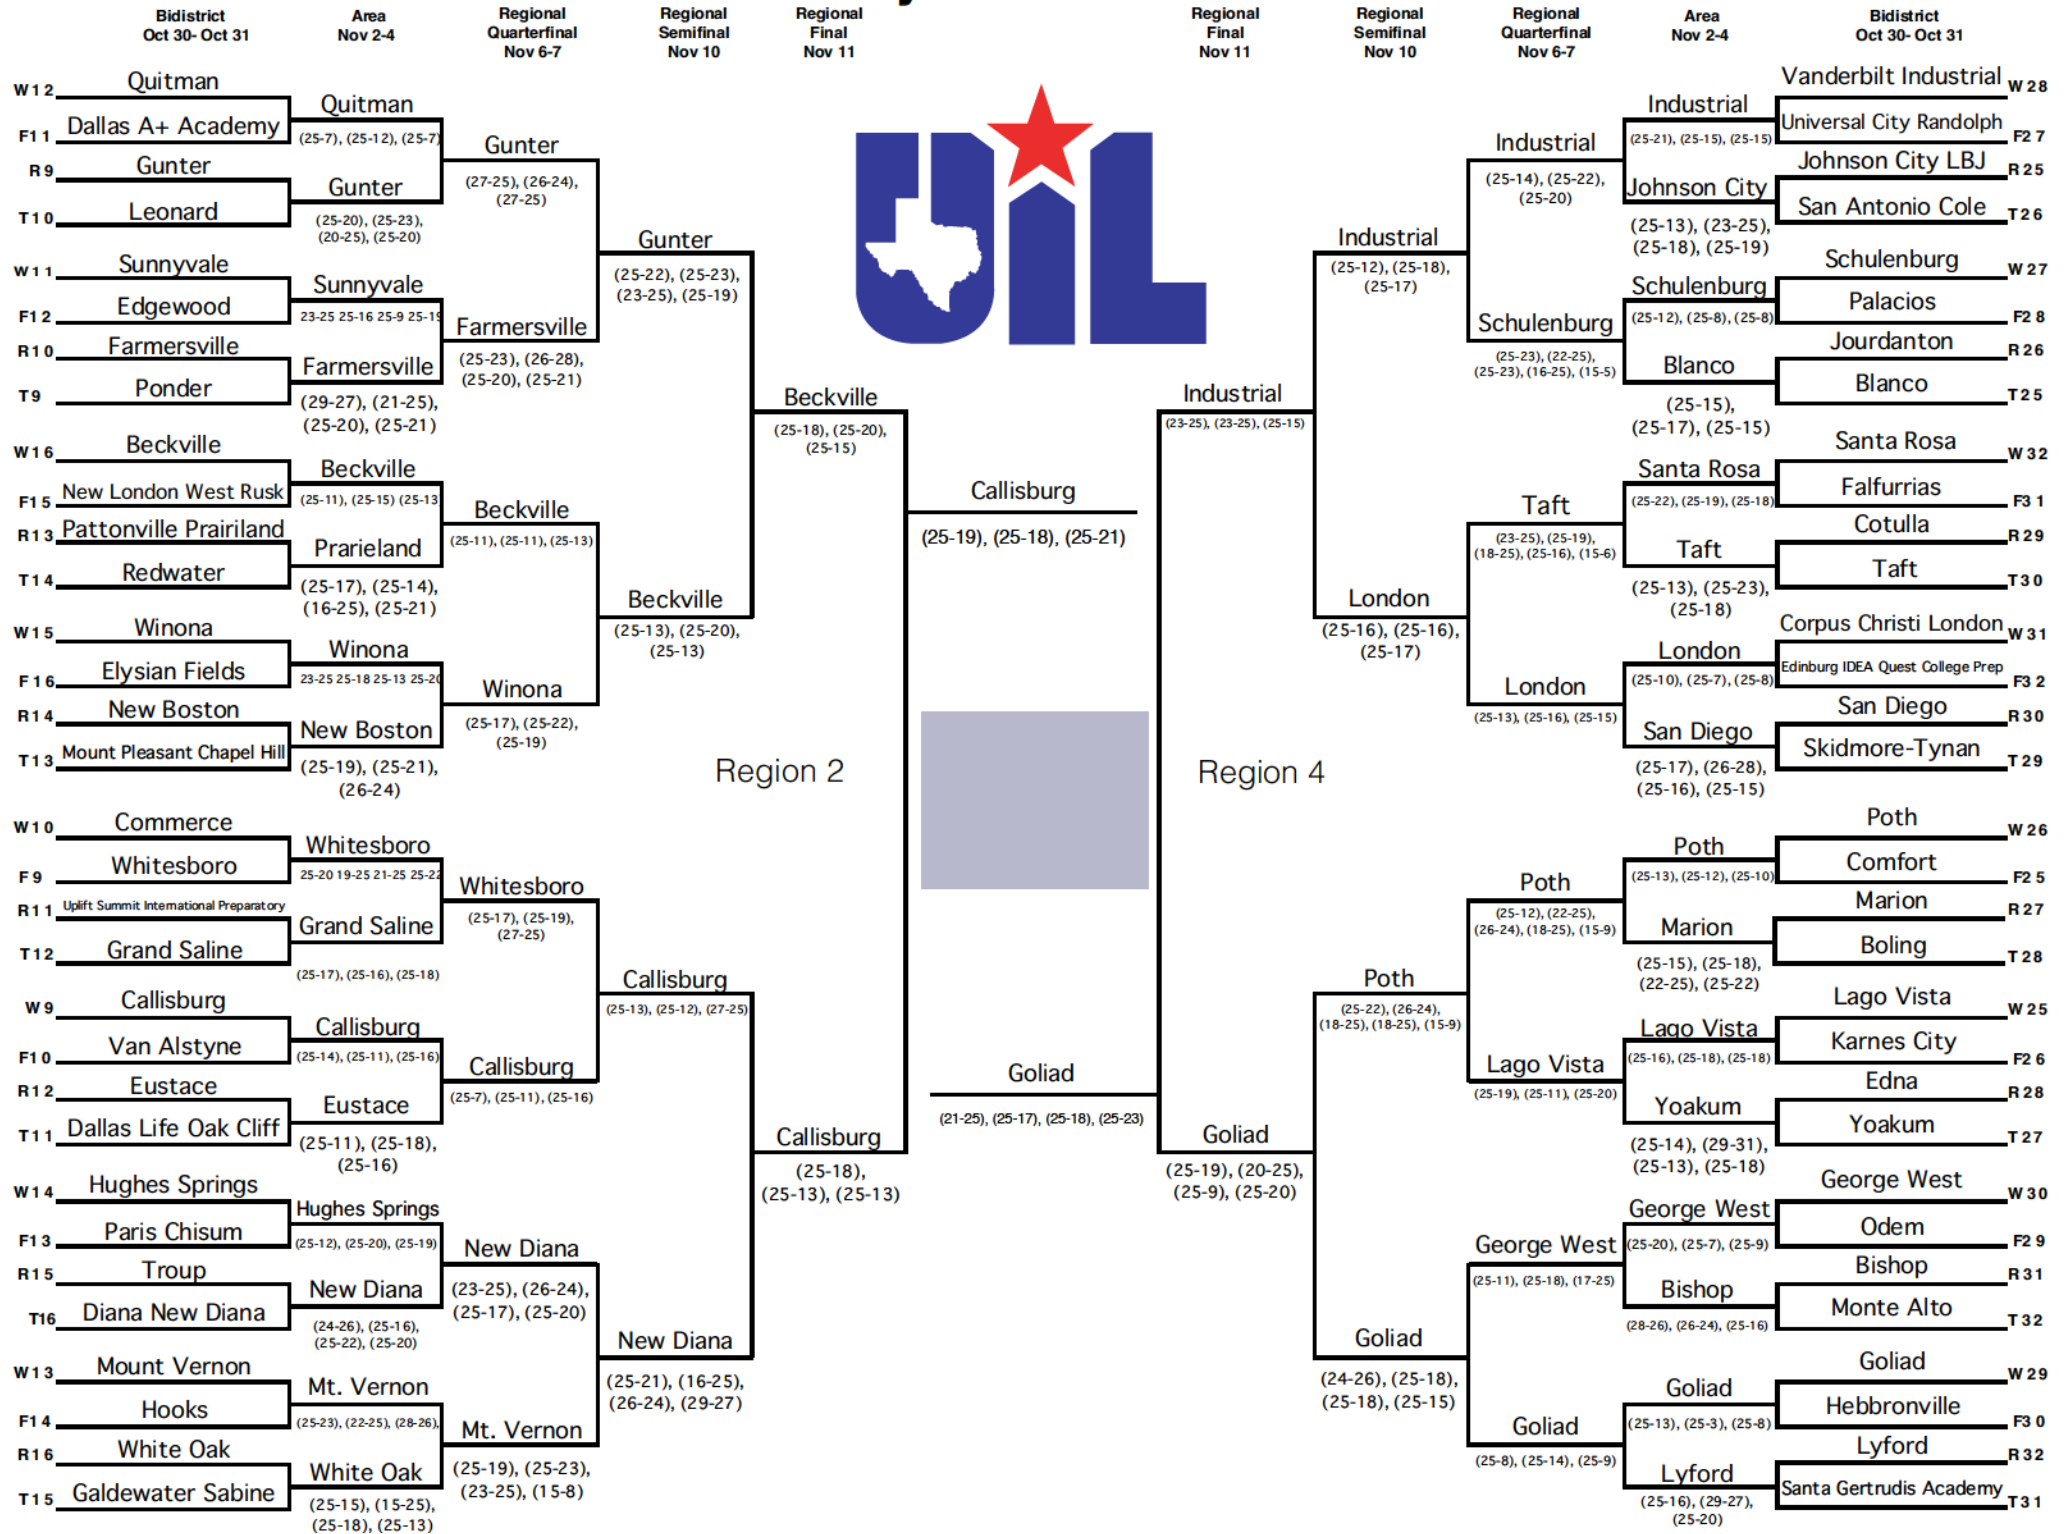 Bidistrict
Oct 30- Oct 31
Area
Nov 2-4
Regional
Quarterfinal
Nov 6-7
Regional
Semifinal
Nov 10
Regional
Final
Nov 11
Regional
Final
Nov 11
Regional
Semifinal
Nov 10
Regional
Quarterfinal
Nov 6-7
Area
Nov 2-4
Bidistrict
Oct 30- Oct 31
W12 Quitman
F11 Dallas A+ Academy
R9 Gunter
T10 Leonard
W11 Sunnyvale
F12 Edgewood
R10 Farmersville
T9 Ponder
W16 Beckville
F15 New London West Rusk
R13 Pattonville Prairiland
T14 Redwater
W15 Winona
F16 Elysian Fields
R14 New Boston
T13 Mount Pleasant Chapel Hill
W10 Commerce
F9 Whitesboro
R11 Uplift Summit International Preparatory
T12 Grand Saline
W9 Callisburg
F10 Van Alstyne
R12 Eustace
T11 Dallas Life Oak Cliff
W14 Hughes Springs
F13 Paris Chisum
R15 Troup
T16 Diana New Diana
W13 Mount Vernon
F14 Hooks
R16 White Oak
T15 Galdewater Sabine
Quitman
(25-7), (25-12), (25-7)
Gunter
(25-20), (25-23),
(20-25), (25-20)
Sunnyvale
23-25 25-16 25-9 25-19
Farmersville
(29-27), (21-25),
(25-20), (25-21)
Beckville
(25-11), (25-15) (25-13
Prarieland
(25-17), (25-14),
(16-25), (25-21)
Winona
23-25 25-18 25-13 25-20
New Boston
(25-19), (25-21),
(26-24)
Whitesboro
25-20 19-25 21-25 25-22
Grand Saline
(25-17), (25-16), (25-18)
Callisburg
(25-14), (25-11), (25-16)
Eustace
(25-11), (25-18),
(25-16)
Hughes Springs
(25-12), (25-20), (25-19)
New Diana
(24-26), (25-16),
(25-22), (25-20)
Mt. Vernon
(25-23), (22-25), (28-26),
White Oak
(25-15), (15-25),
(25-18), (25-13)
Gunter
(27-25), (26-24),
(27-25)
Farmersville
(25-23), (26-28),
(25-20), (25-21)
Beckville
(25-11), (25-11), (25-13)
Winona
(25-17), (25-22),
(25-19)
Whitesboro
(25-17), (25-19),
(27-25)
Callisburg
(25-7), (25-11), (25-16)
New Diana
(23-25), (26-24),
(25-17), (25-20)
Mt. Vernon
(25-19), (25-23),
(23-25), (15-8)
Gunter
(25-22), (25-23),
(23-25), (25-19)
Beckville
(25-13), (25-20),
(25-13)
Callisburg
(25-13), (25-12), (27-25)
New Diana
(25-21), (16-25),
(26-24), (29-27)
Beckville
(25-18), (25-20),
(25-15)
Callisburg
(25-18),
(25-13), (25-13)
Region 2
UIL
Callisburg
(25-19), (25-18), (25-21)
Goliad
(21-25), (25-17), (25-18), (25-23)
Region 4
Industrial
(23-25), (23-25), (25-15)
Goliad
(25-19), (20-25),
(25-9), (25-20)
Industrial
(25-12), (25-18),
(25-17)
London
(25-16), (25-16),
(25-17)
Poth
(25-22), (26-24),
(18-25), (18-25), (15-9)
Goliad
(24-26), (25-18),
(25-18), (25-15)
Industrial
(25-14), (25-22),
(25-20)
Schulenburg
(25-23), (22-25),
(25-23), (16-25), (15-5)
Taft
(23-25), (25-19),
(18-25), (25-16), (15-6)
London
(25-13), (25-16), (25-15)
Poth
(25-12), (22-25),
(26-24), (18-25), (15-9)
Lago Vista
(25-19), (25-11), (25-20)
George West
(25-11), (25-18), (17-25)
Goliad
(25-8), (25-14), (25-9)
Industrial
(25-21), (25-15), (25-15)
Johnson City
(25-13), (23-25),
(25-18), (25-19)
Schulenburg
(25-12), (25-8), (25-8)
Blanco
(25-15),
(25-17), (25-15)
Santa Rosa
(25-22), (25-19), (25-18)
Taft
(25-13), (25-23),
(25-18)
London
(25-10), (25-7), (25-8)
San Diego
(25-17), (26-28),
(25-16), (25-15)
Poth
(25-13), (25-12), (25-10)
Marion
(25-15), (25-18),
(22-25), (25-22)
Lago Vista
(25-16), (25-18), (25-18)
Yoakum
(25-14), (29-31),
(25-13), (25-18)
George West
(25-20), (25-7), (25-9)
Bishop
(28-26), (26-24), (25-16)
Goliad
(25-13), (25-3), (25-8)
Lyford
(25-16), (29-27),
(25-20)
Vanderbilt Industrial W28
Universal City Randolph F27
Johnson City LBJ R25
San Antonio Cole T26
Schulenburg W27
Palacios F28
Jourdanton R26
Blanco T25
Santa Rosa W32
Falfurrias F31
Cotulla R29
Taft T30
Corpus Christi London W31
Edinburg IDEA Quest College Prep F32
San Diego R30
Skidmore-Tynan T29
Poth W26
Comfort F25
Marion R27
Boling T28
Lago Vista W25
Karnes City F26
Edna R28
Yoakum T27
George West W30
Odem F29
Bishop R31
Monte Alto T32
Goliad W29
Hebbronville F30
Lyford R32
Santa Gertrudis Academy T31